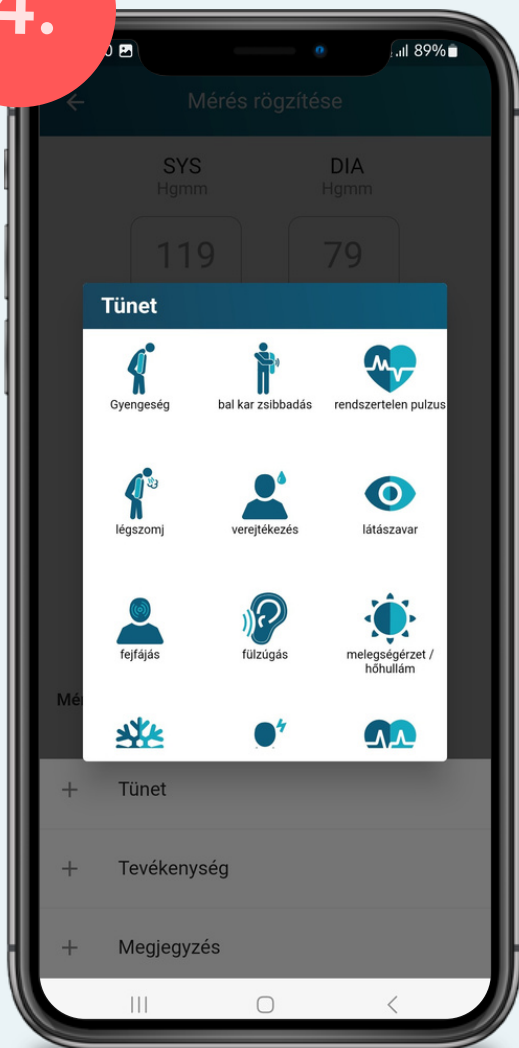 4.
89%
Mérés rögzítése
SYS DIA
Hgmm Hgmm
119 79
Tünet
Gyengeség bal kar zsibbadás rendszertelen pulzus
légszomj verejtékezés látászavar
fejfájás fülzúgás melegségérzet /
hőhullám
+ Tünet
+ Tevékenység
+ Megjegyzés